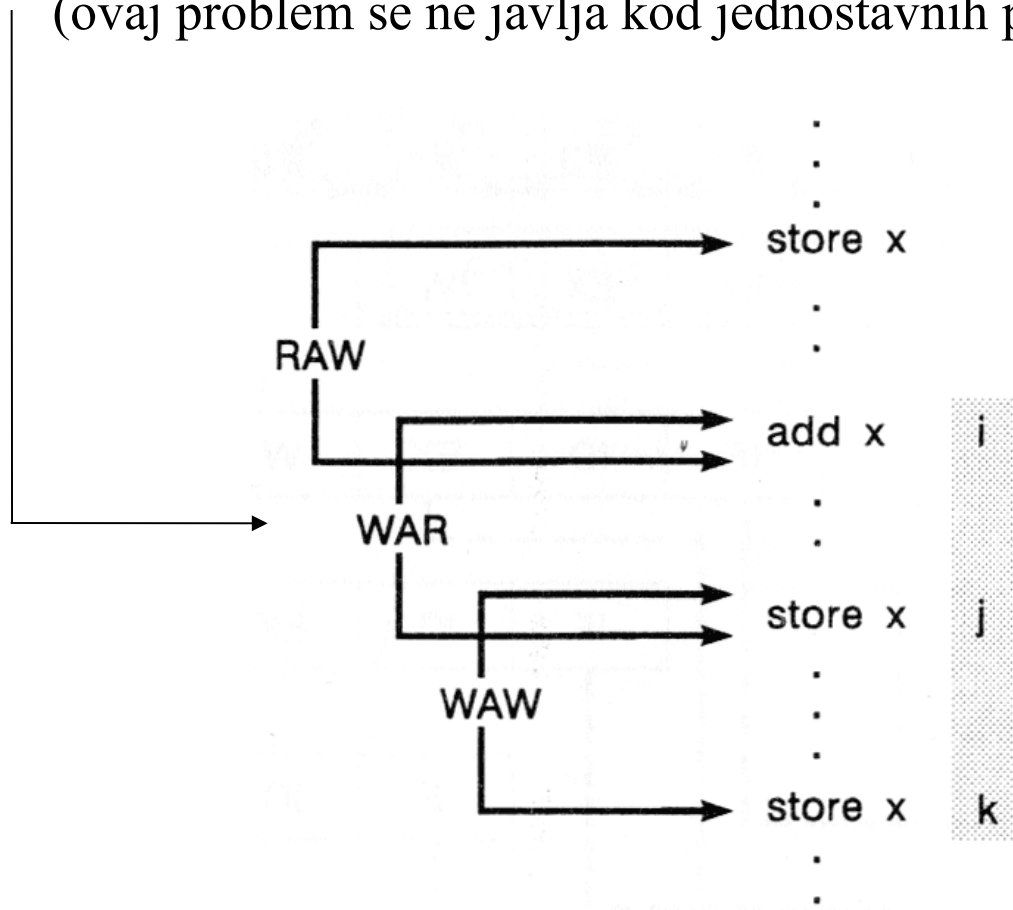 (ovaj problem se ne javlja kod jednostavnih
store x
RAW
add x i
WAR
store x j
WAW
store x k